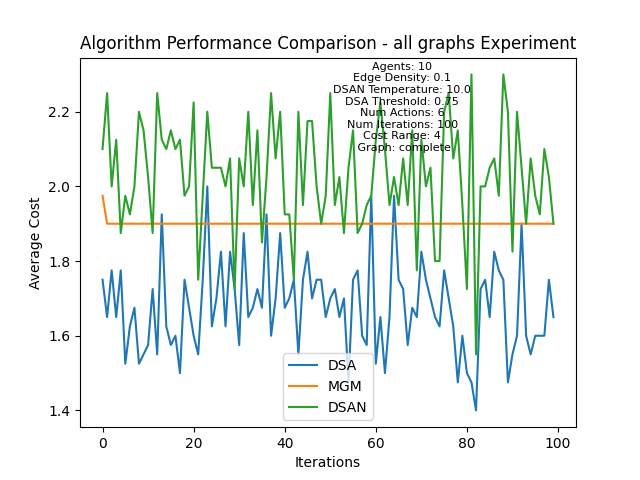 Algorithm Performance Comparison - all graphs Experiment
Agents: 10
Edge Density: 0.1
DSAN Temperature: 10.0
DSA Threshold: 0.75
Num Actions: 6
Num Iterations: 100
Cost Range: 4
Graph: complete
Average Cost
2.2
2.0
1.8
1.6
1.4
DSA
MGM
DSAN
0
20
40
60
80
100
Iterations